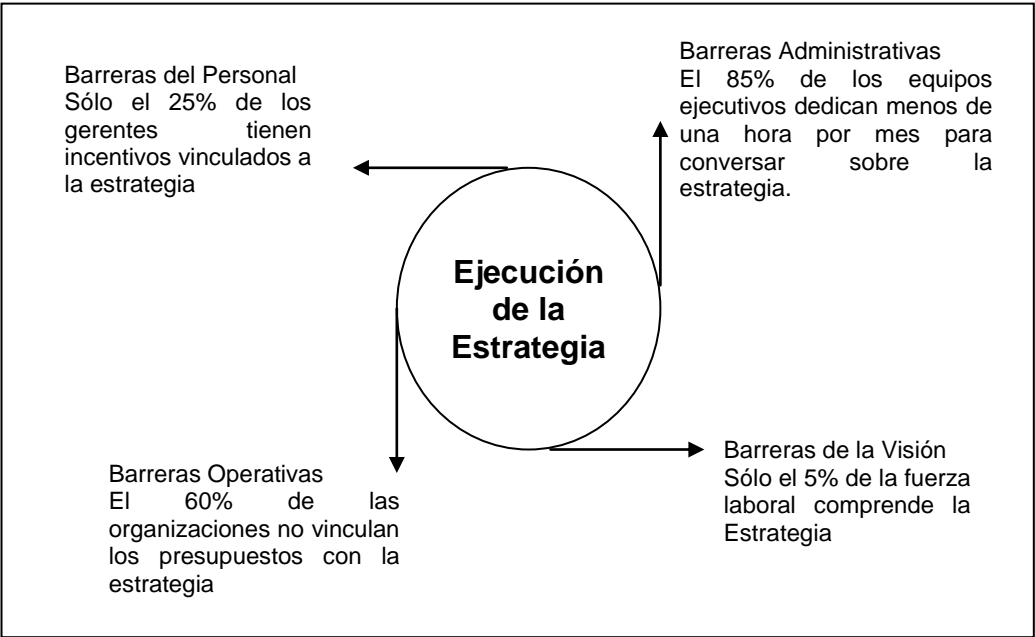 Barreras del Personal
Sólo el 25% de los
gerentes tienen
incentivos vinculados a
la estrategia
Barreras Administrativas
El 85% de los equipos
ejecutivos dedican menos de
una hora por mes para
conversar sobre la
estrategia.
Ejecución
de la
Estrategia
Barreras Operativas
El 60% de las
organizaciones no vinculan
los presupuestos con la
estrategia
Barreras de la Visión
Sólo el 5% de la fuerza
laboral comprende la
Estrategia